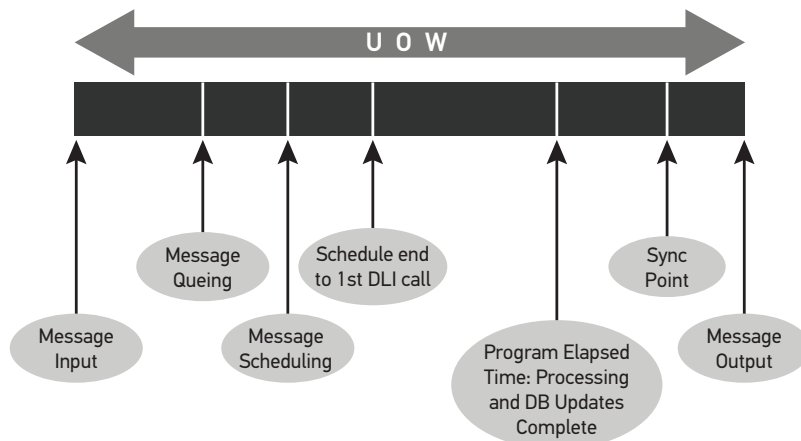 U O W
Message
Queing
Schedule end
to 1st DLI call
Sync
Point
Message
Input
Message
Scheduling
Program Elapsed
Time: Processing
and DB Updates
Complete
Message
Output